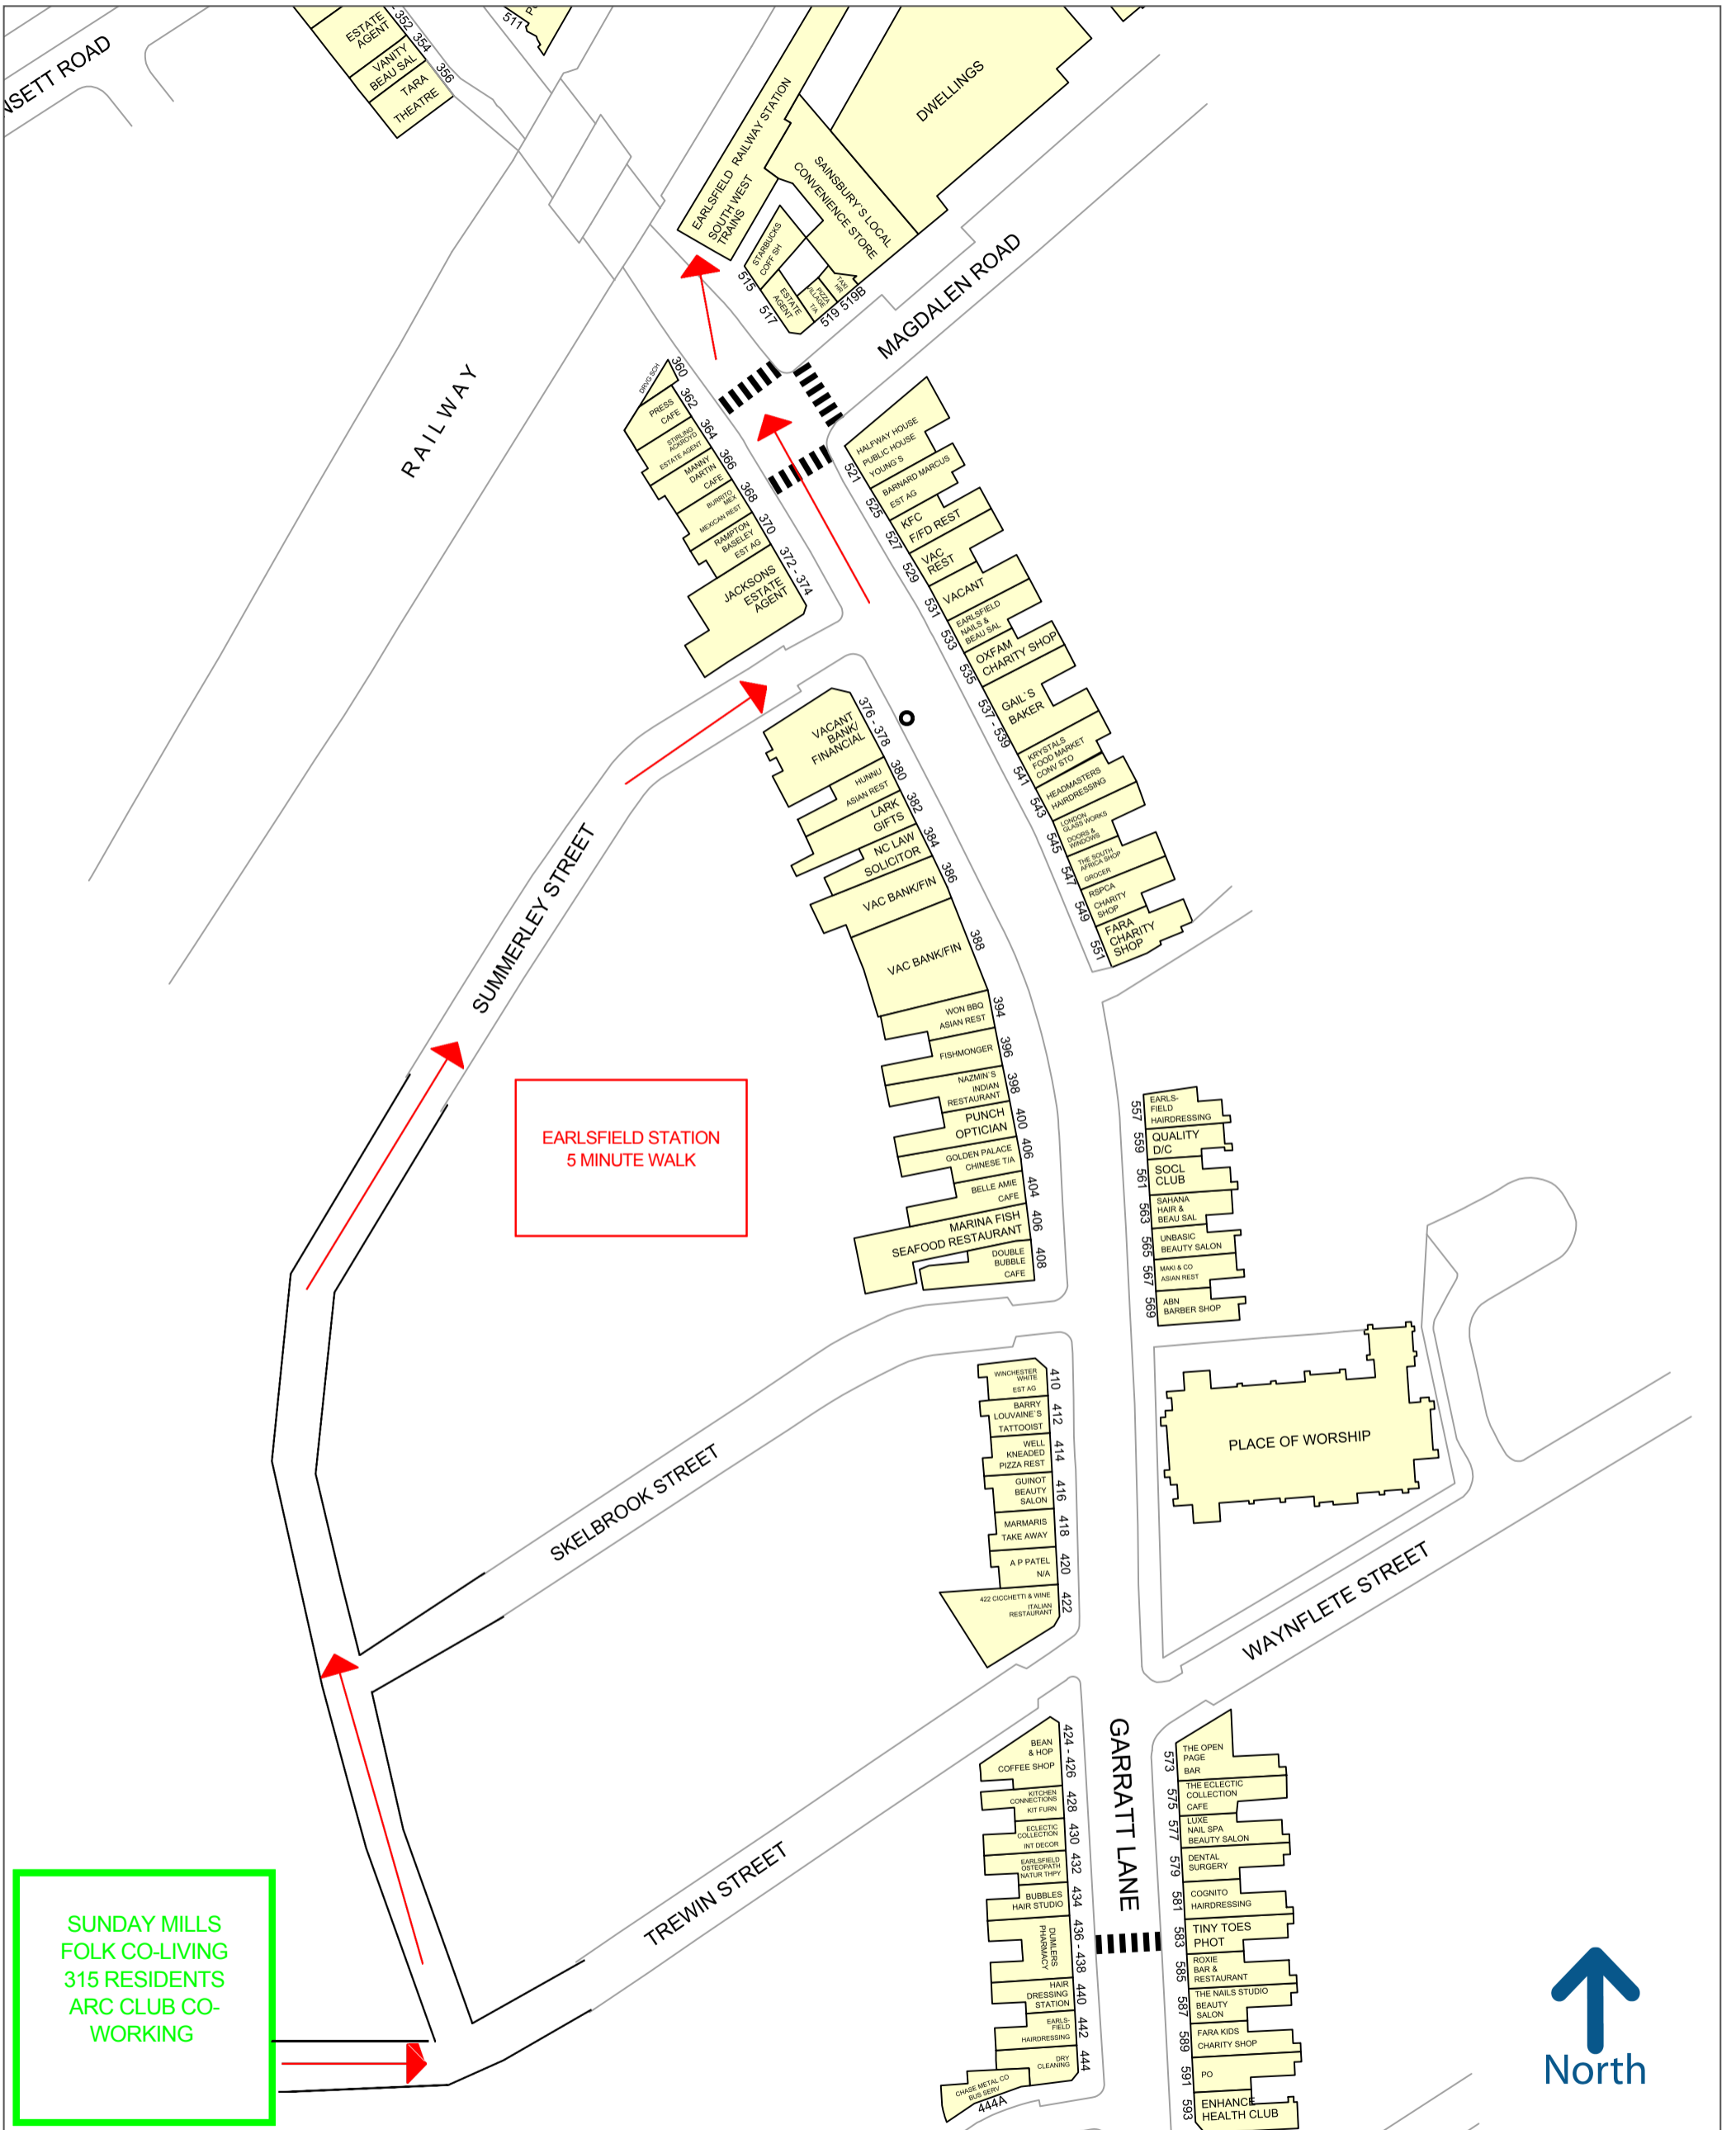 NSETT ROAD
ESTATE
AGENT
352
354
VANITY
BEAU SAL
356
TARA
THEATRE
511
EARLSFIELD RAILWAY STATION
SOUTH WEST
TRAINS
DWELLINGS
SAINSBURY'S LOCAL
CONVENIENCE STORE
STARBUCKS
COFF SH
515
ESTATE
AGENT
517
PIZZA
VILLAGE
T/A
519
TAXI
HR
519B
MAGDALEN ROAD
RAILWAY
360
DRVG SCH
362
PRESS
CAFE
364
STIRLING
ACKROYD
ESTATE AGENT
366
MANNY
DARTIN
CAFE
368
BURRITO
MEX
MEXICAN REST
370
RAMPTON
BASELEY
EST AG
372 - 374
JACKSONS
ESTATE
AGENT
HALFWAY HOUSE
PUBLIC HOUSE
YOUNG'S
521
BARNARD MARCUS
EST AG
525
KFC
F/FD REST
527
VAC
REST
529
VACANT
531
EARLSFIELD
NAILS &
BEAU SAL
533
OXFAM
CHARITY SHOP
535
GAIL'S
BAKER
537 - 539
KRYSTALS
FOOD MARKET
CONV STO
541
HEADMASTERS
HAIRDRESSING
543
LONDON
GLASS WORKS
DOORS &
WINDOWS
545
THE SOUTH
AFRICA SHOP
GROCER
547
RSPCA
CHARITY
SHOP
549
FARA
CHARITY
SHOP
551
376 - 378
VACANT
BANK/
FINANCIAL
380
HUNNU
ASIAN REST
382
LARK
GIFTS
384
NC LAW
SOLICITOR
386
VAC BANK/FIN
388
VAC BANK/FIN
394
WON BBQ
ASIAN REST
396
FISHMONGER
398
NAZMIN'S
INDIAN
RESTAURANT
400
PUNCH
OPTICIAN
406
GOLDEN PALACE
CHINESE T/A
404
BELLE AMIE
CAFE
406
MARINA FISH
SEAFOOD RESTAURANT
408
DOUBLE
BUBBLE
CAFE
SUMMERLEY STREET
EARLSFIELD STATION
5 MINUTE WALK
557
EARLS-
FIELD
HAIRDRESSING
559
QUALITY
D/C
561
SOCL
CLUB
563
SAHANA
HAIR &
BEAU SAL
565
UNBASIC
BEAUTY SALON
567
MAKI & CO
ASIAN REST
569
ABN
BARBER SHOP
PLACE OF WORSHIP
SKELBROOK STREET
410
WINCHESTER
WHITE
EST AG
412
BARRY
LOUVAINE'S
TATTOOIST
414
WELL
KNEADED
PIZZA REST
416
GUINOT
BEAUTY
SALON
418
MARMARIS
TAKE AWAY
420
A P PATEL
N/A
422
422 CICCHETTI & WINE
ITALIAN
RESTAURANT
WAYNFLETE STREET
GARRATT LANE
TREWIN STREET
424 - 426
BEAN
& HOP
COFFEE SHOP
428
KITCHEN
CONNECTIONS
KIT FURN
430
ECLECTIC
COLLECTION
INT DECOR
432
EARLSFIELD
OSTEOPATH
NATUR THPY
434
BUBBLES
HAIR STUDIO
436 - 438
DUMLERS
PHARMACY
440
HAIR
DRESSING
STATION
442
EARLS-
FIELD
HAIRDRESSING
444
DRY
CLEANING
CHASE METAL CO
BUS SERV
444A
573
THE OPEN
PAGE
BAR
575
THE ECLECTIC
COLLECTION
CAFE
577
LUXE
NAIL SPA
BEAUTY SALON
579
DENTAL
SURGERY
581
COGNITO
HAIRDRESSING
583
TINY TOES
PHOT
585
ROXIE
BAR &
RESTAURANT
587
THE NAILS STUDIO
BEAUTY
SALON
589
FARA KIDS
CHARITY SHOP
591
PO
593
ENHANCE
HEALTH CLUB
SUNDAY MILLS
FOLK CO-LIVING
315 RESIDENTS
ARC CLUB CO-
WORKING
North